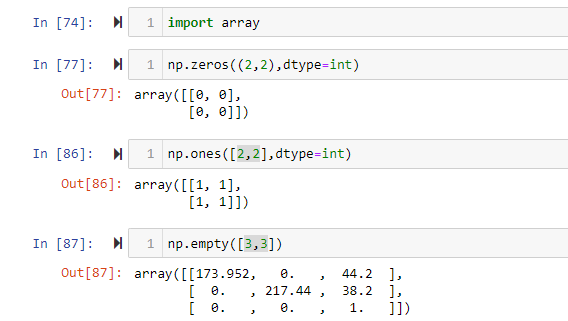 In [74]: 1 import array
In [77]: 1 np.zeros((2,2),dtype=int)
Out[77]: array([[0, 0],
[0, 0]])
In [86]: 1 np.ones([2,2],dtype=int)
Out[86]: array([[1, 1],
[1, 1]])
In [87]: 1 np.empty([3,3])
Out[87]: array([[173.952,   0.   ,  44.2  ],
[  0.   , 217.44 ,  38.2  ],
[  0.   ,   0.   ,   1.   ]])